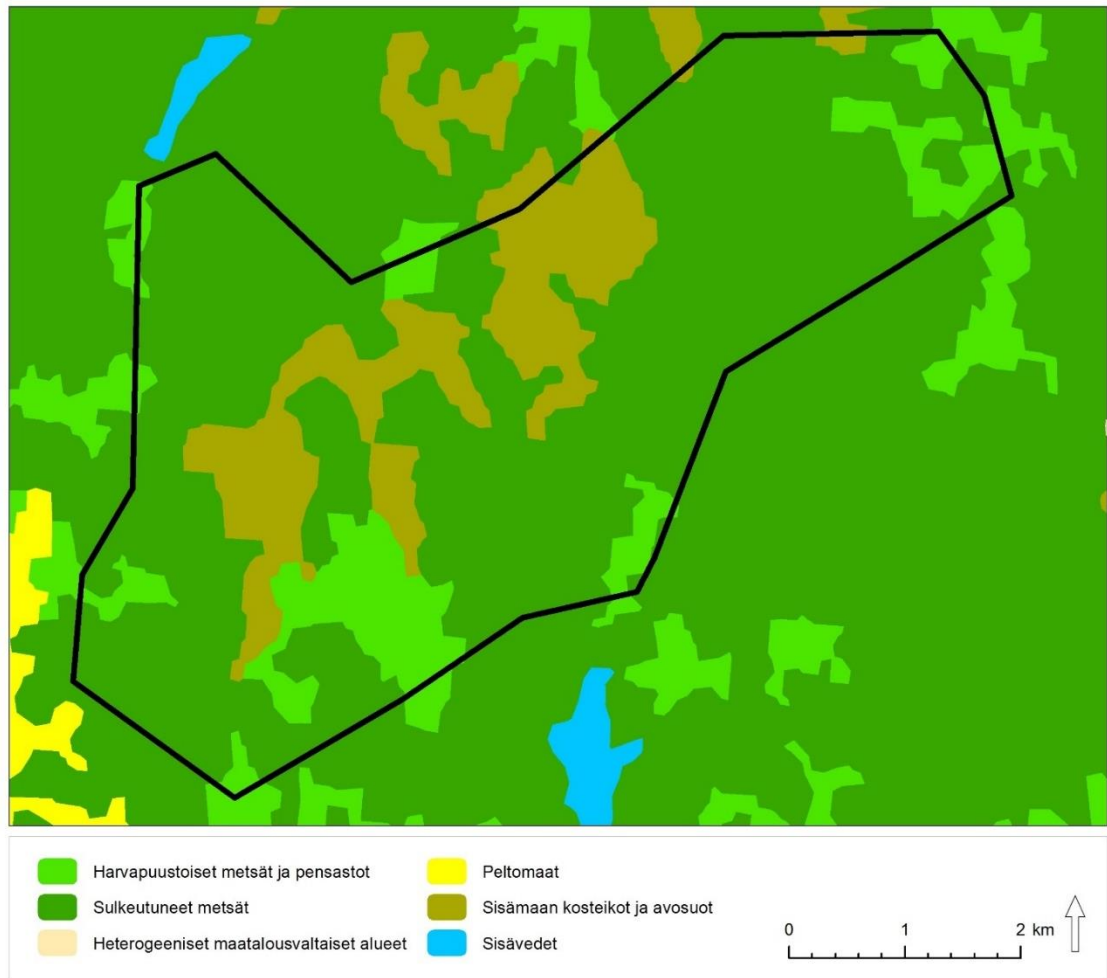 Harvapuustoiset metsät ja pensastot
Sulkeutuneet metsät
Heterogeeniset maatalousvaltaiset alueet
Peltomaat
Sisämaan kosteikot ja avosuot
Sisävedet
0 1 2 km